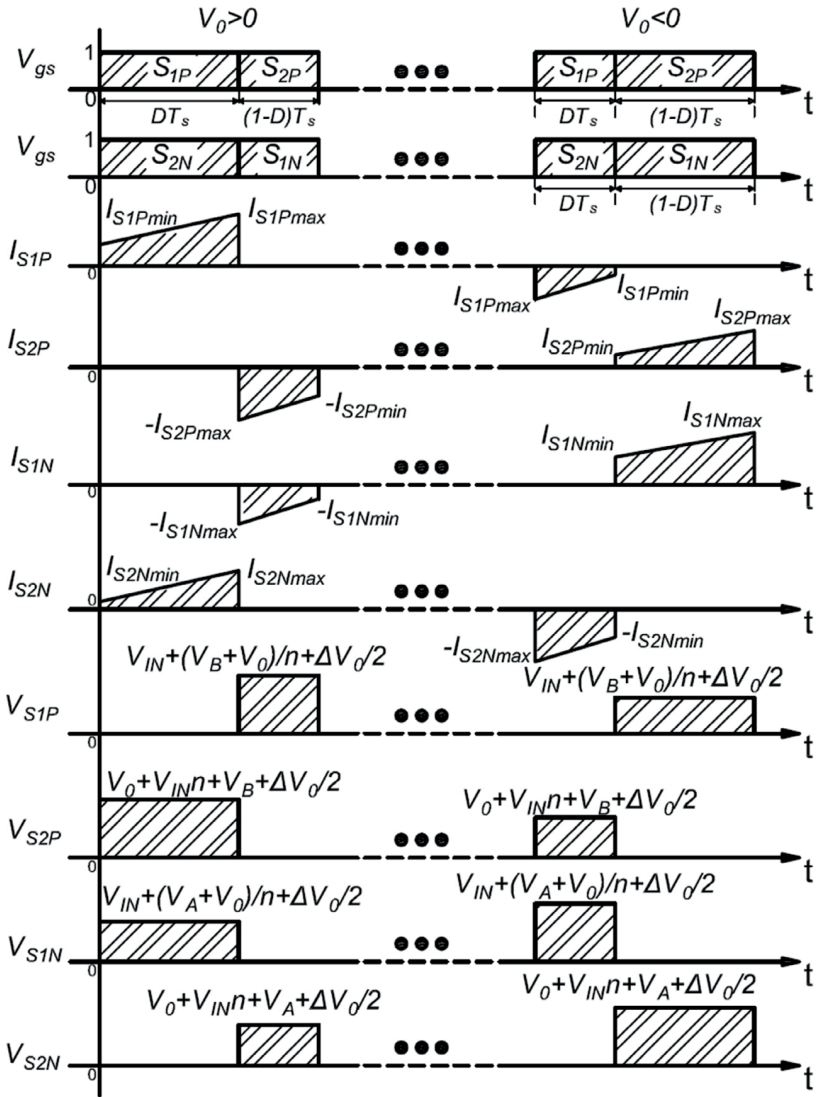 V0>0 V0<0
Vgs 1 S1P S2P S1P S2P
0 t
DTs (1-D)Ts DTs (1-D)Ts
Vgs 1 S2N S1N S2N S1N
0 t
DTs (1-D)Ts
IS1Pmin IS1Pmax
IS1P 0 t
IS1Pmax IS1Pmin
IS2P IS2Pmin IS2Pmax
0 t
-IS2Pmax -IS2Pmin
IS1N IS1Nmin IS1Nmax
0 t
-IS1Nmax -IS1Nmin
IS2Nmin IS2Nmax
IS2N 0 t
-IS2Nmax -IS2Nmin
VIN+(VB+V0)/n+ΔV0/2 VIN+(VB+V0)/n+ΔV0/2
VS1P 0 t
V0+VINn+VB+ΔV0/2 V0+VINn+VB+ΔV0/2
VS2P 0 t
VIN+(VA+V0)/n+ΔV0/2 VIN+(VA+V0)/n+ΔV0/2
VS1N 0 t
V0+VINn+VA+ΔV0/2 V0+VINn+VA+ΔV0/2
VS2N 0 t